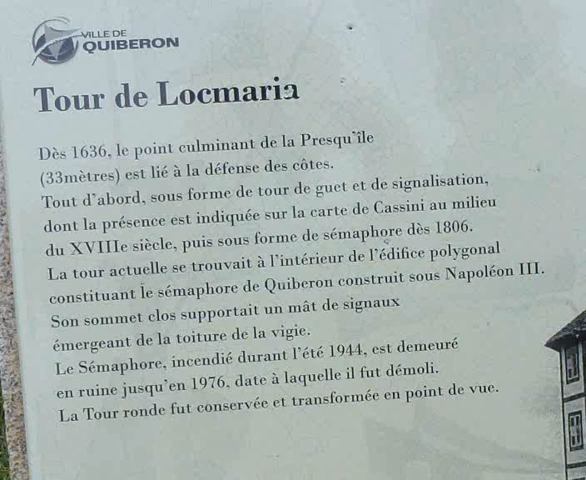 VILLE DE
QUIBERON
Tour de Locmaria
Dès 1636, le point culminant de la Presqu'île
(33mètres) est lié à la défense des côtes.
Tout d'abord, sous forme de tour de guet et de signalisation,
dont la présence est indiquée sur la carte de Cassini au milieu
du XVIIIe siècle, puis sous forme de sémaphore dès 1806.
La tour actuelle se trouvait à l'intérieur de l'édifice polygonal
constituant le sémaphore de Quiberon construit sous Napoléon III.
Son sommet clos supportait un mât de signaux
émergeant de la toiture de la vigie.
Le Sémaphore, incendié durant l'été 1944, est demeuré
en ruine jusqu'en 1976, date à laquelle il fut démoli.
La Tour ronde fut conservée et transformée en point de vue.